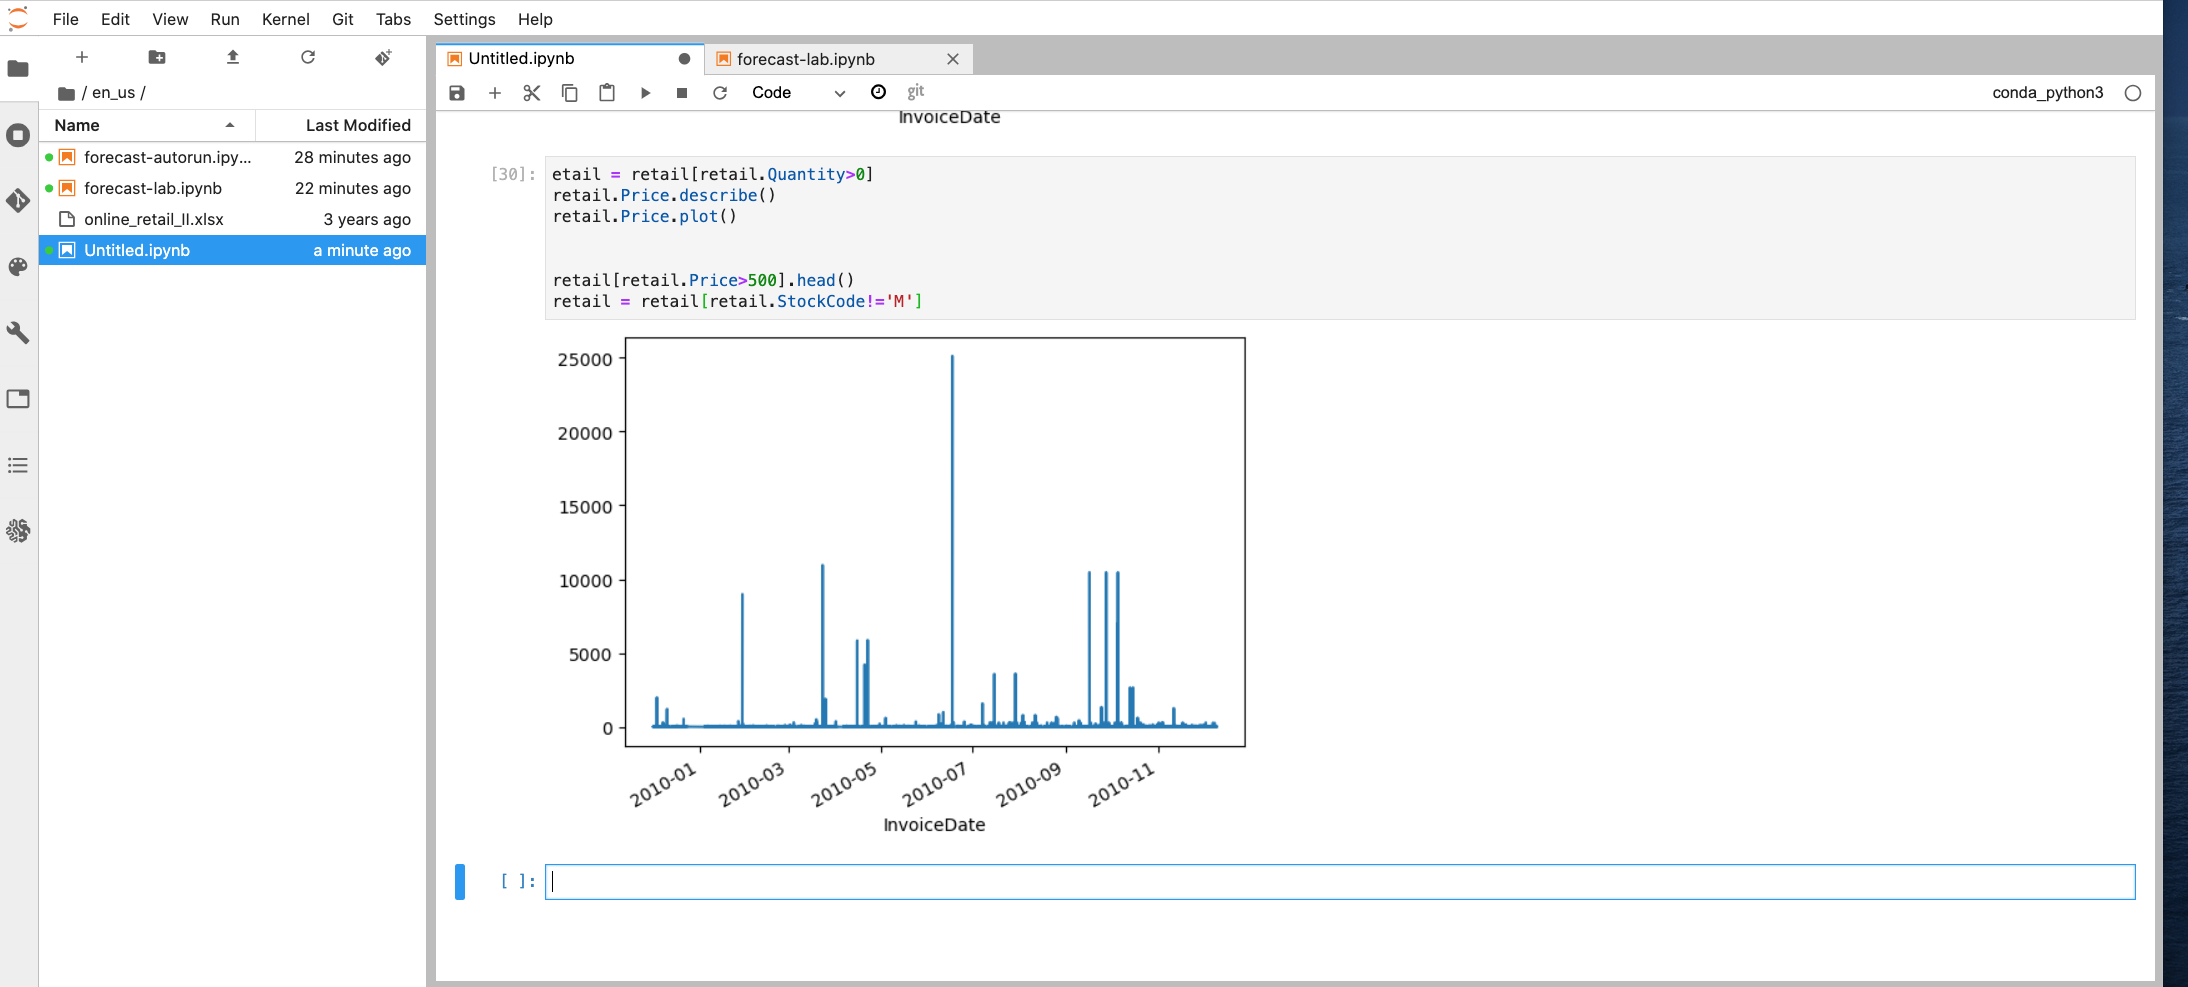 File Edit View Run Kernel Git Tabs Settings Help
/ en_us /
Name Last Modified
forecast-autorun.ipy... 28 minutes ago
forecast-lab.ipynb 22 minutes ago
online_retail_II.xlsx 3 years ago
Untitled.ipynb a minute ago
Untitled.ipynb forecast-lab.ipynb
Code git conda_python3
InvoiceDate
[30]: etail = retail[retail.Quantity>0]
retail.Price.describe()
retail.Price.plot()
retail[retail.Price>500].head()
retail = retail[retail.StockCode!='M']
25000
20000
15000
10000
5000
0
2010-01 2010-03 2010-05 2010-07 2010-09 2010-11
InvoiceDate
[ ]: